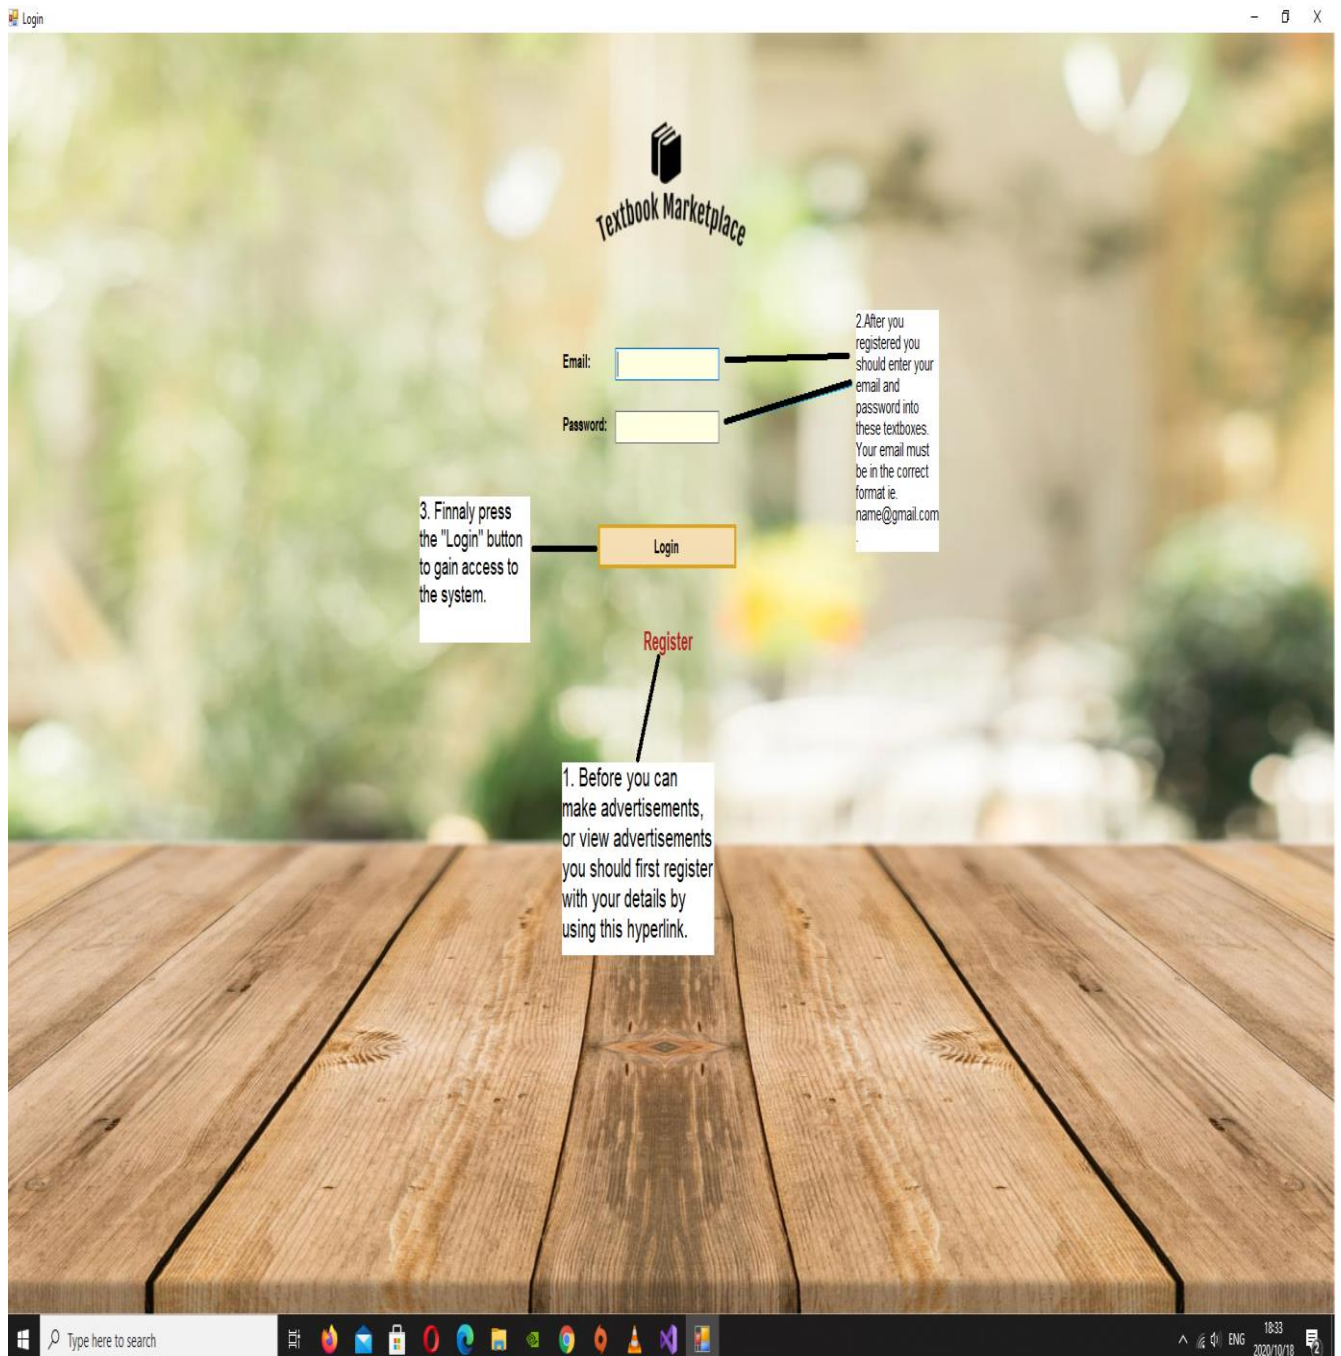 Login
Textbook Marketplace
Email:
2.After you
registered you
should enter your
email and
password into
these textboxes.
Your email must
be in the correct
format ie.
name@gmail.com
.
Password:
3. Finnaly press
the "Login" button
to gain access to
the system.
Login
Register
1. Before you can
make advertisements,
or view advertisements
you should first register
with your details by
using this hyperlink.
Type here to search
ENG
18:33
2020/10/18
2